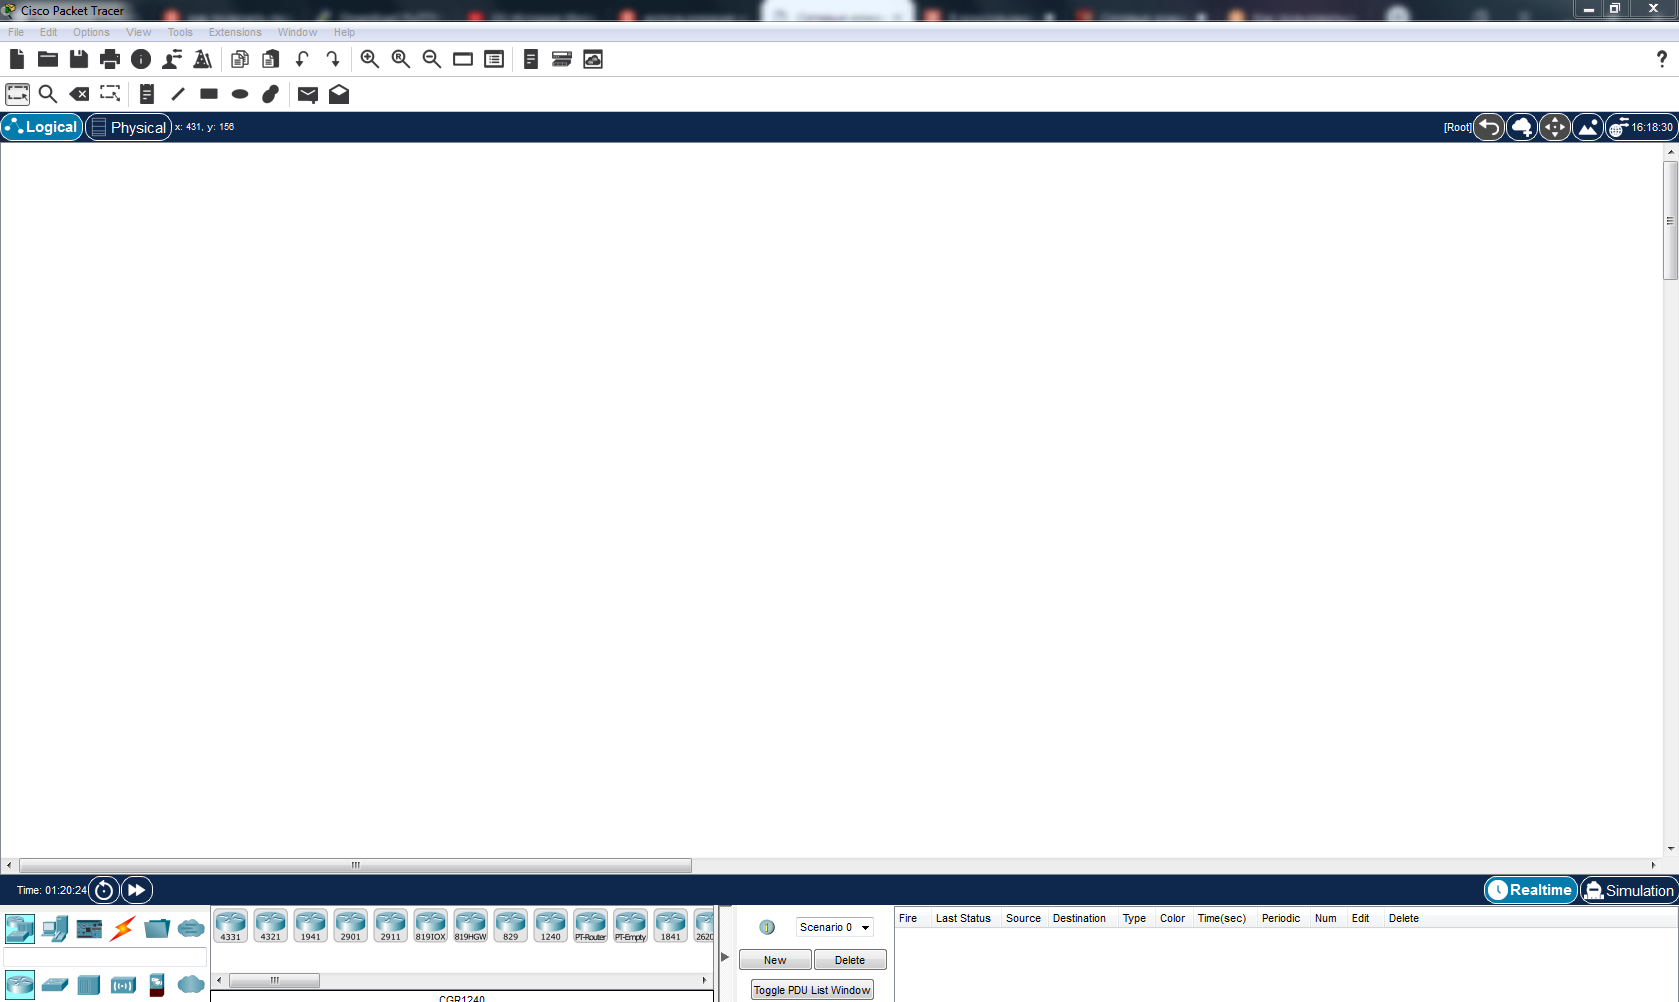 Cisco Packet Tracer
File Edit Options View Tools Extensions Window Help
?
Logical Physical x: 431, y: 156 [Root] 16:18:30
Time: 01:20:24 Realtime Simulation
4331 4321 1941 2901 2911 819IOX 819HGW 829 1240 PT-Router PT-Empty 1841 262
Scenario 0
Fire Last Status Source Destination Type Color Time(sec) Periodic Num Edit Delete
New Delete
Toggle PDU List Window
CGR1240